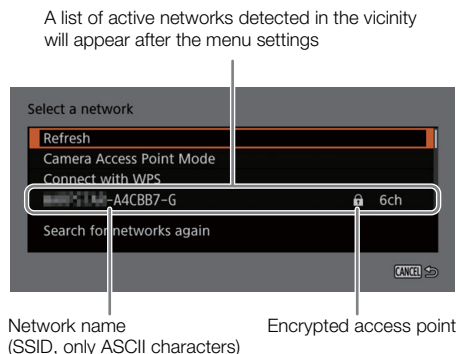 A list of active networks detected in the vicinity
will appear after the menu settings
Select a network
Refresh
Camera Access Point Mode
Connect with WPS
-A4CBB7-G 6ch
Search for networks again
CANCEL
Network name
(SSID, only ASCII characters)
Encrypted access point